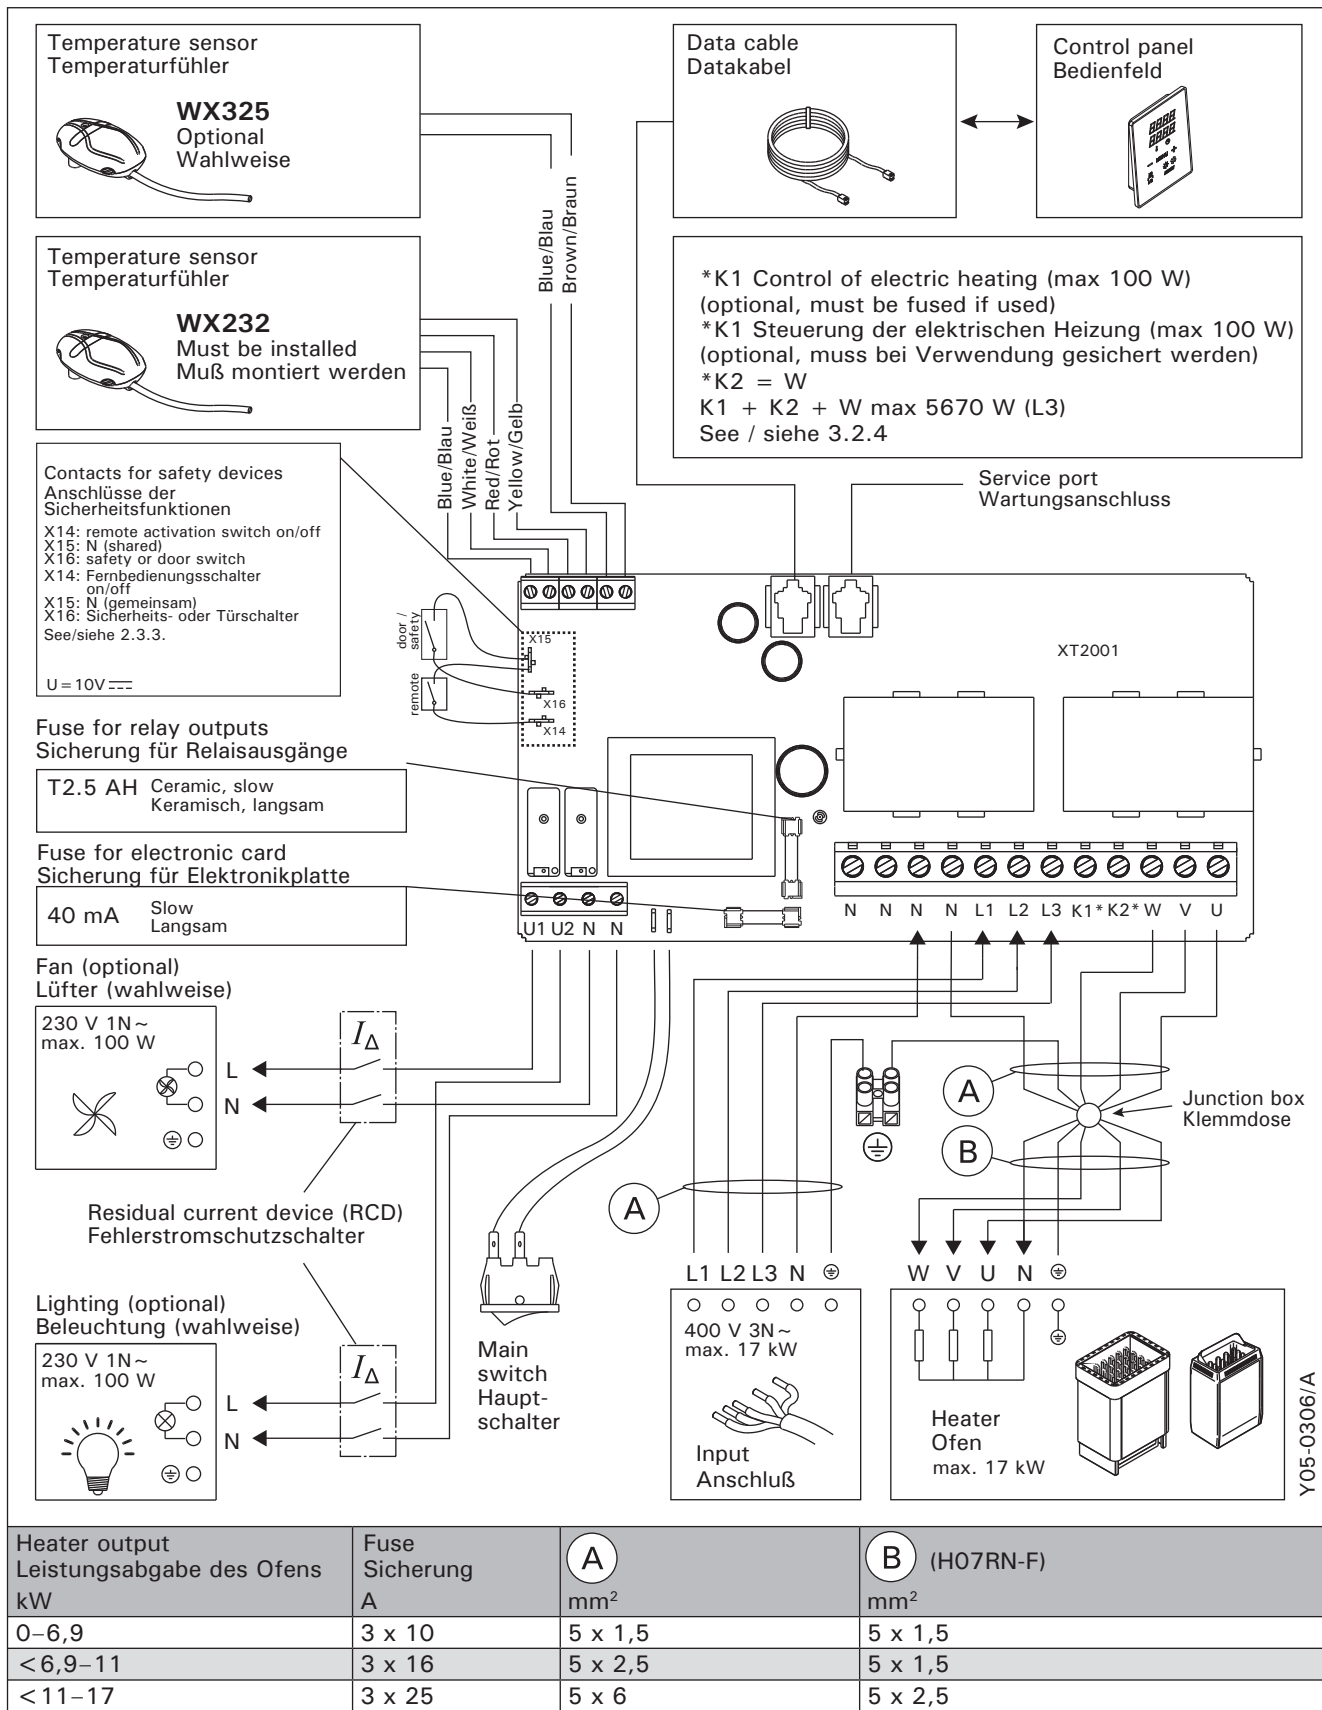 Temperature sensor
Temperaturfühler
WX325
Optional
Wahlweise
Data cable
Datakabel
Control panel
Bedienfeld
Temperature sensor
Temperaturfühler
WX232
Must be installed
Muß montiert werden
Blue/Blau
Brown/Braun
Blue/Blau
White/Weiß
Red/Rot
Yellow/Gelb
*K1 Control of electric heating (max 100 W)
(optional, must be fused if used)
*K1 Steuerung der elektrischen Heizung (max 100 W)
(optional, muss bei Verwendung gesichert werden)
*K2 = W
K1 + K2 + W max 5670 W (L3)
See / siehe 3.2.4
Contacts for safety devices
Anschlüsse der
Sicherheitsfunktionen
X14: remote activation switch on/off
X15: N (shared)
X16: safety or door switch
X14: Fernbedienungsschalter
on/off
X15: N (gemeinsam)
X16: Sicherheits- oder Türschalter
See/siehe 2.3.3.
U=10V
Service port
Wartungsanschluss
door /
safety
remote
X15
X16
X14
XT2001
Fuse for relay outputs
Sicherung für Relaisausgänge
T2.5 AH Ceramic, slow
Keramisch, langsam
Fuse for electronic card
Sicherung für Elektronikplatte
40 mA Slow
Langsam
U1 U2 N N
N N N N L1 L2 L3 K1* K2* W V U
Fan (optional)
Lüfter (wahlweise)
230 V 1N~
max. 100 W
L
N
IΔ
A
Junction box
Klemmdose
B
A
Residual current device (RCD)
Fehlerstromschutzschalter
Lighting (optional)
Beleuchtung (wahlweise)
230 V 1N~
max. 100 W
L
N
IΔ
Main
switch
Haupt-
schalter
L1 L2 L3 N
400 V 3N~
max. 17 kW
Input
Anschluß
W V U N
Heater
Ofen
max. 17 kW
Y05-0306/A
Heater output
Leistungsabgabe des Ofens
kW
Fuse
Sicherung
A
A
mm²
B (H07RN-F)
mm²
0–6,9 3 x 10 5 x 1,5 5 x 1,5
<6,9–11 3 x 16 5 x 2,5 5 x 1,5
<11–17 3 x 25 5 x 6 5 x 2,5